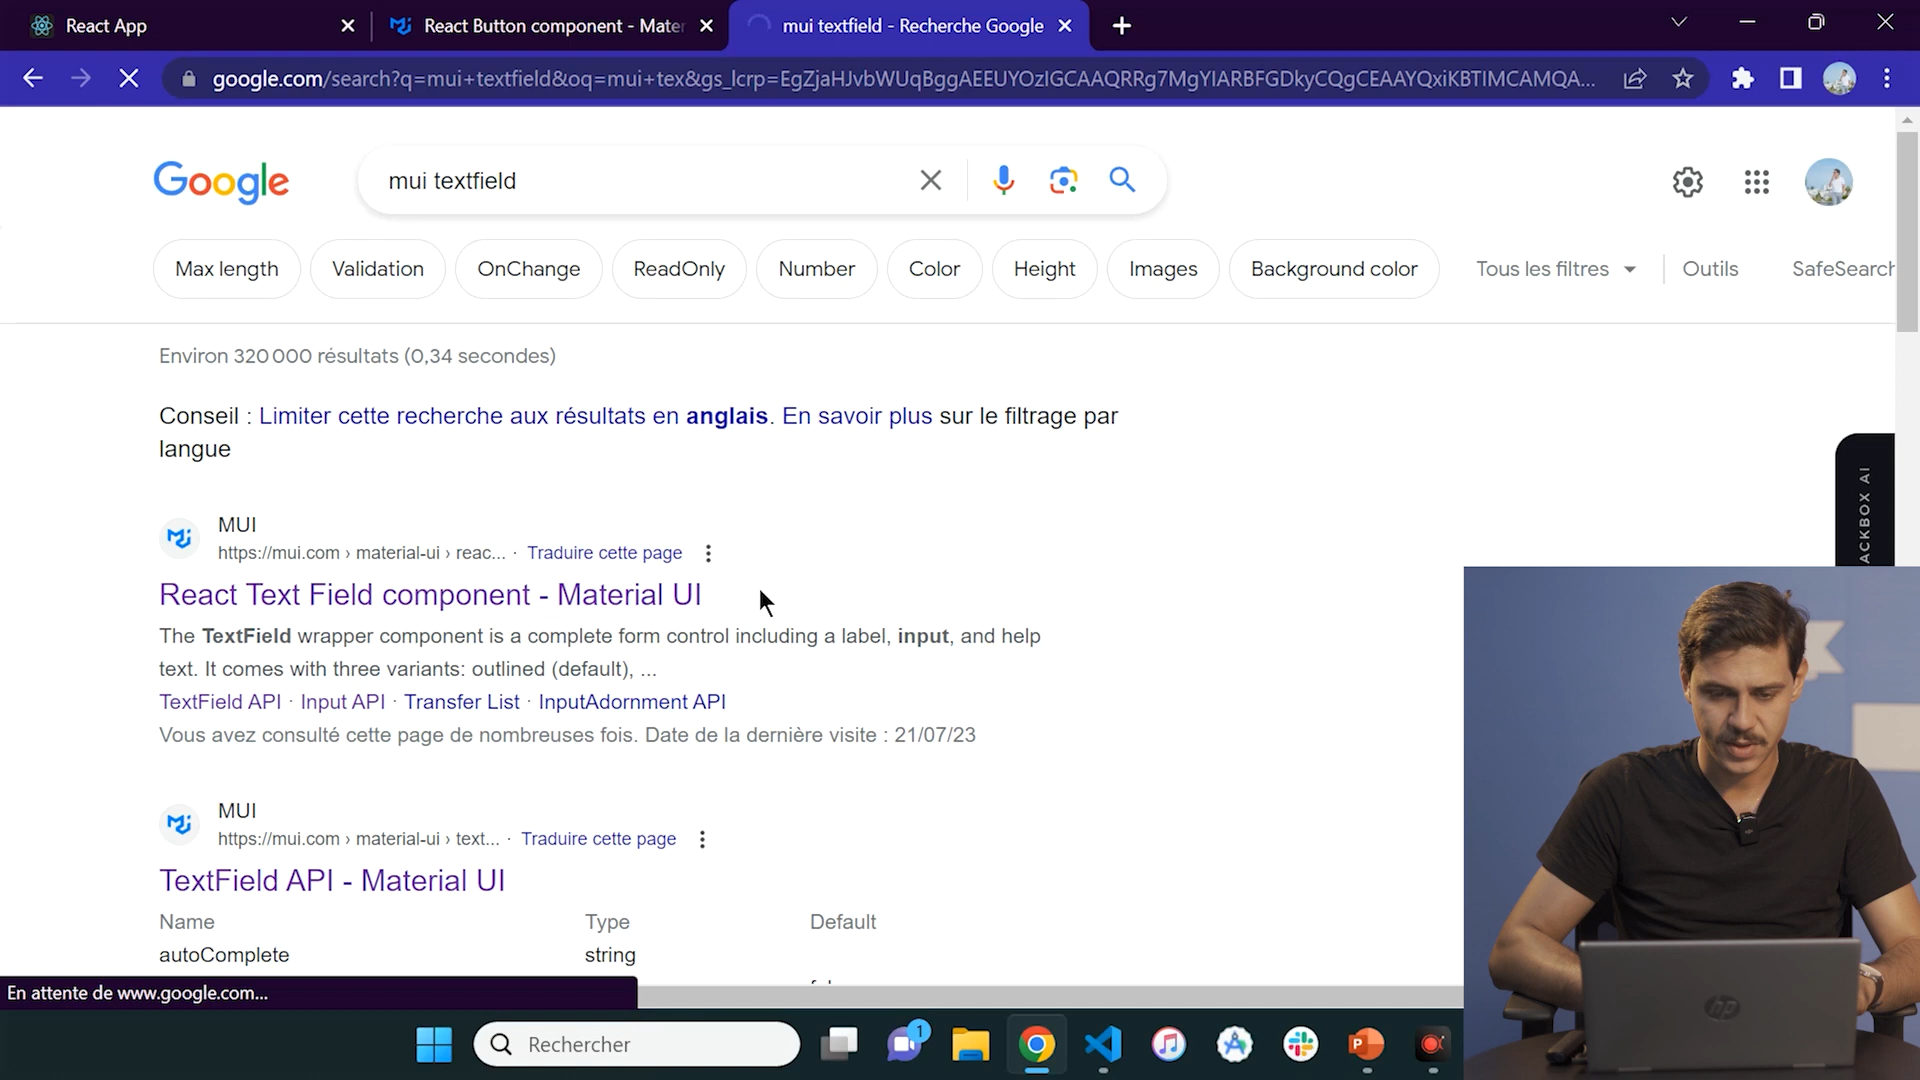 React App
React Button component - Mater
mui textfield - Recherche Google
google.com/search?q=mui+textfield&oq=mui+tex&gs_lcrp=EgZjaHJvbWUqBggAEEUYOzIGCAAQRRg7MgYIARBFGDkyCQgCEAAYQxiKBTIMCAMQA...
Google
mui textfield
Max length
Validation
OnChange
ReadOnly
Number
Color
Height
Images
Background color
Tous les filtres
Outils
SafeSearch
Environ 320 000 résultats (0,34 secondes)
Conseil : Limiter cette recherche aux résultats en anglais. En savoir plus sur le filtrage par
langue
MUI
https://mui.com › material-ui › reac... · Traduire cette page
React Text Field component - Material UI
The TextField wrapper component is a complete form control including a label, input, and help
text. It comes with three variants: outlined (default), ...
TextField API · Input API · Transfer List · InputAdornment API
Vous avez consulté cette page de nombreuses fois. Date de la dernière visite : 21/07/23
MUI
https://mui.com › material-ui › text... · Traduire cette page
TextField API - Material UI
Name Type Default
autoComplete string
ACKBOX AI
En attente de www.google.com...
Rechercher
1
hp